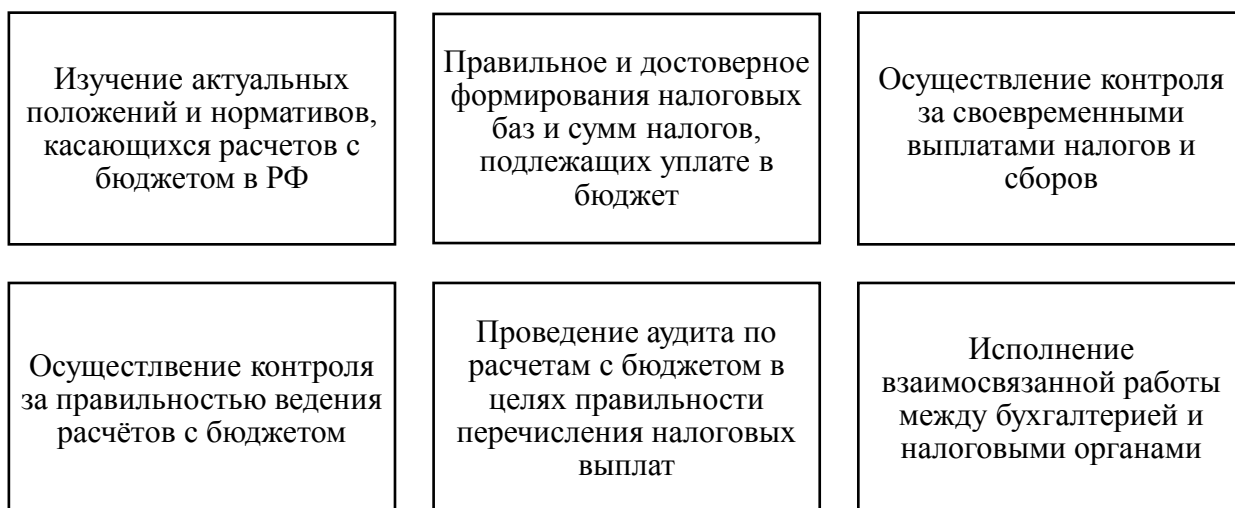 Изучение актуальных
положений и нормативов,
касающихся расчетов с
бюджетом в РФ
Правильное и достоверное
формирования налоговых
баз и сумм налогов,
подлежащих уплате в
бюджет
Осуществление контроля
за своевременными
выплатами налогов и
сборов
Осущестлвение контроля
за правильностью ведения
расчётов с бюджетом
Проведение аудита по
расчетам с бюджетом в
целях правильности
перечисления налоговых
выплат
Исполнение
взаимосвязанной работы
между бухгалтерией и
налоговыми органами